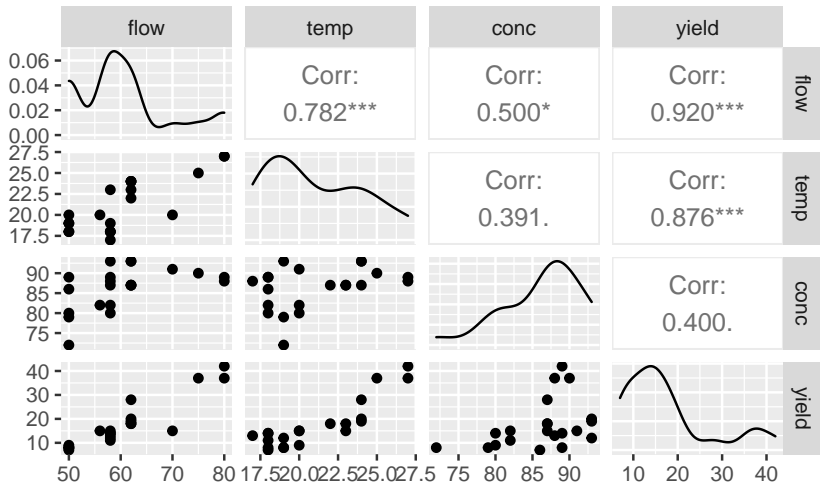 flow temp conc yield
0.06
0.04
0.02
0.00
Corr:
0.782***
Corr:
0.500*
Corr:
0.920***
flow
27.5
25.0
22.5
20.0
17.5
Corr:
0.391.
Corr:
0.876***
temp
90
85
80
75
Corr:
0.400.
conc
40
30
20
10
yield
50 60 70 80 17.5 20.0 22.5 25.0 27.5 75 80 85 90 10 20 30 40